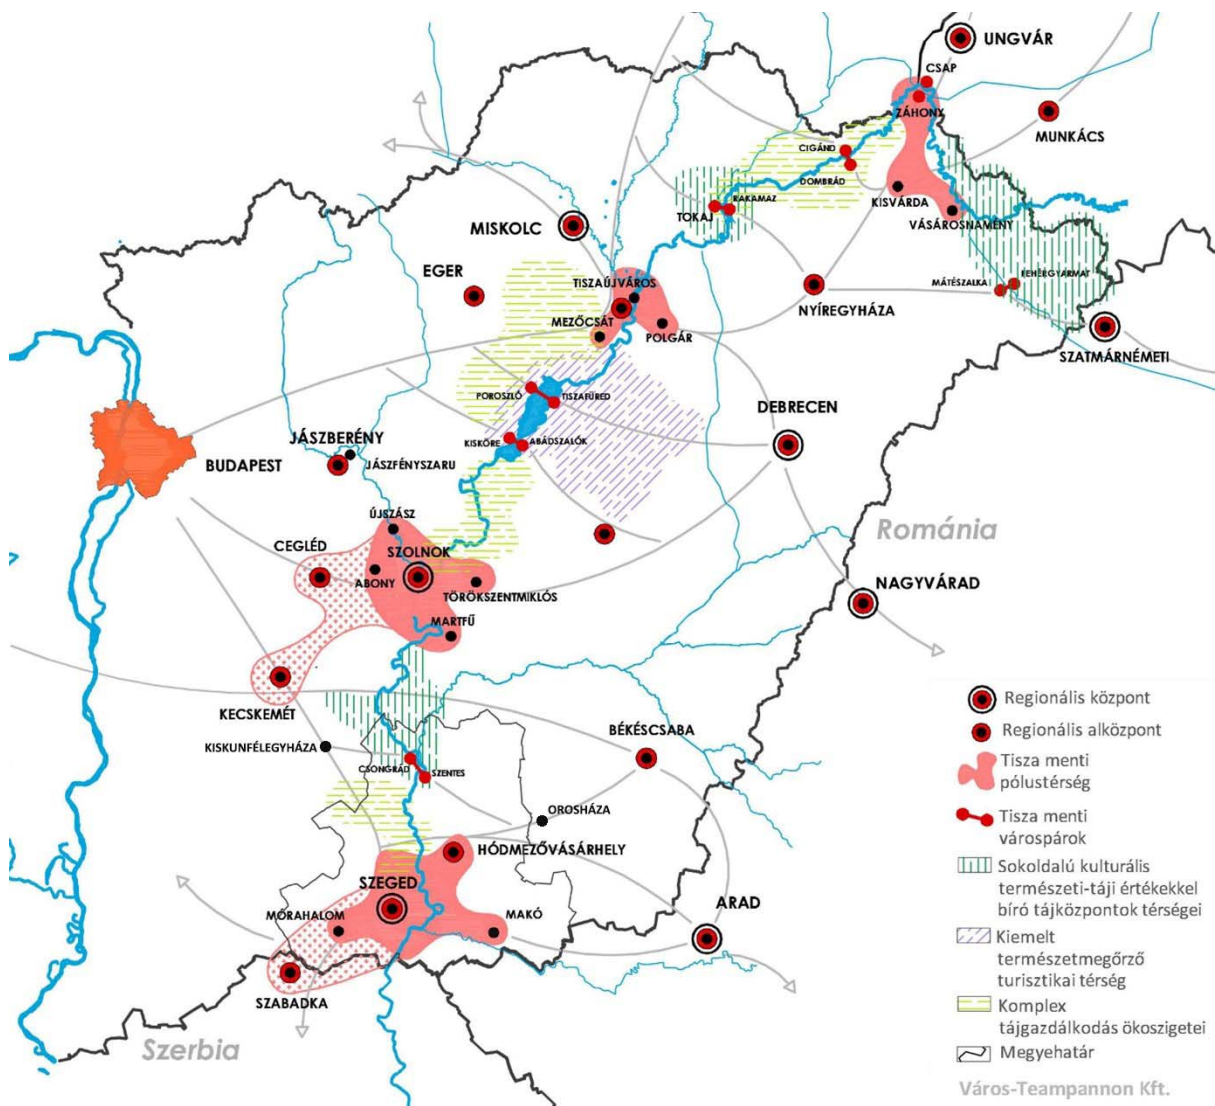 UNGVÁR
CSAP
ZÁHONY
MUNKÁCS
CIGÁND
DOMBRÁD
KISVÁRDA
RAKAMAZ
TOKAJ
VÁSÁROSNAMÉNY
MISKOLC
EGER
TISZAÚJVÁROS
MÁTÉSZALKA
FEHÉRGYARMAT
NYÍREGYHÁZA
MEZŐCSÁT
POLGÁR
SZATMÁRNÉMETI
POROSZLÓ
TISZAFÜRED
DEBRECEN
JÁSZBERÉNY
KISKÖRE
ABÁDSZALÓK
BUDAPEST
JÁSZFÉNYSZARU
ÚJSZÁSZ
Románia
CEGLÉD
SZOLNOK
ABONY
NAGYVÁRAD
TÖRÖKSZENTMIKLÓS
MARTFŰ
KECSKEMÉT
BÉKÉSCSABA
KISKUNFÉLEGYHÁZA
CSONGRÁD
SZENTES
OROSHÁZA
HÓDMEZŐVÁSÁRHELY
SZEGED
MÓRAHALOM
MAKÓ
ARAD
SZABADKA
Szerbia
Regionális központ
Regionális alközpont
Tisza menti
pólustérség
Tisza menti
várospárok
Sokoldalú kulturális
természeti-táji értékekkel
bíró tájközpontok térségei
Kiemelt
természetmegőrző
turisztikai térség
Komplex
tájgazdálkodás ökoszigetei
Megyehatár
Város-Teampannon Kft.